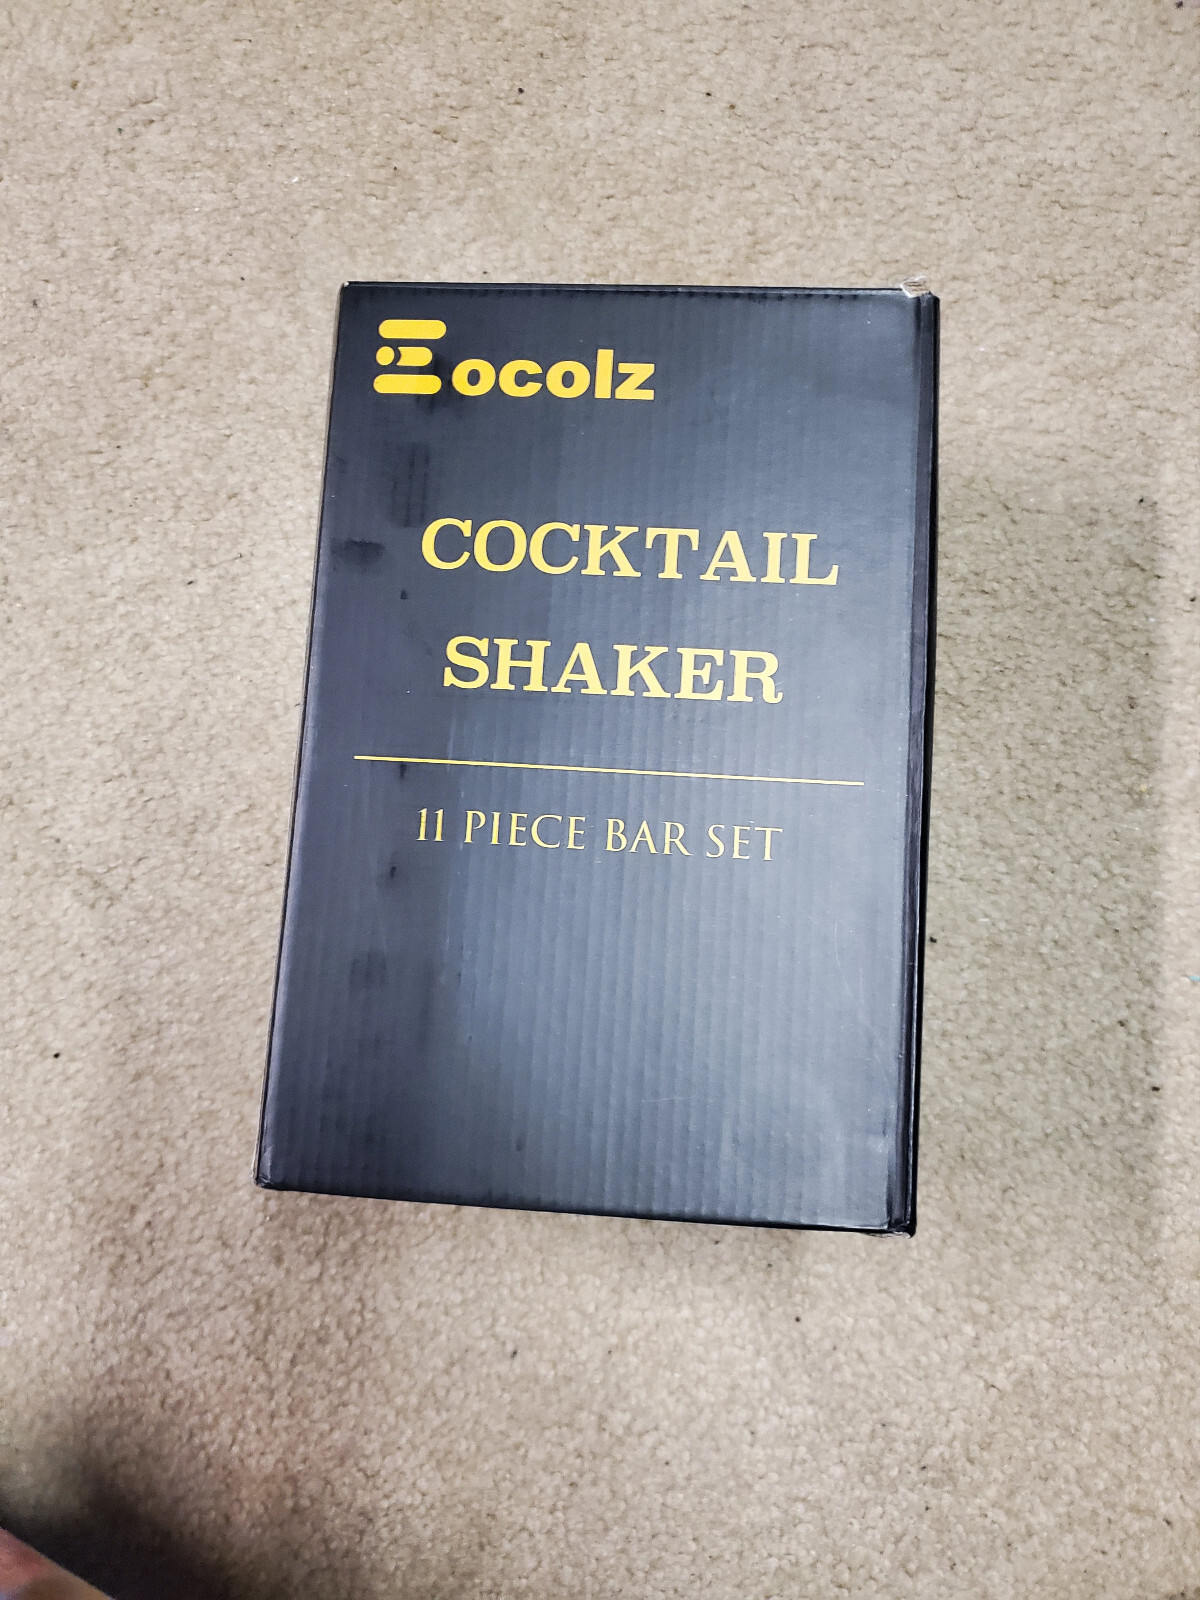 Eocolz
COCKTAIL
SHAKER
11 PIECE BAR SET